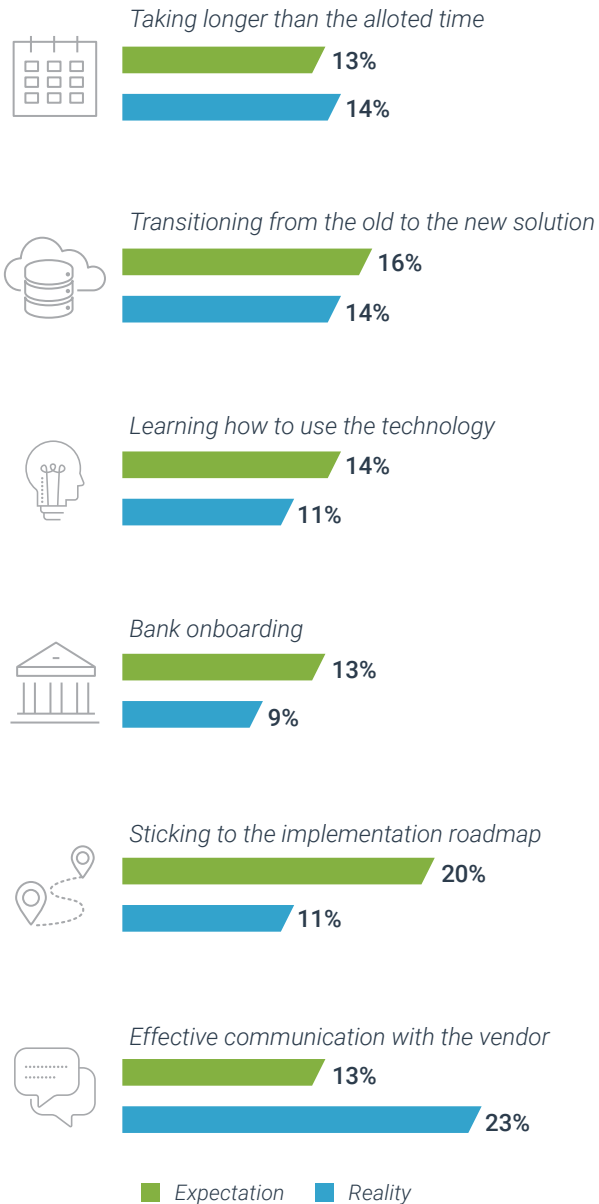 Taking longer than the alloted time
13%
14%
Transitioning from the old to the new solution
16%
14%
Learning how to use the technology
14%
11%
Bank onboarding
13%
9%
Sticking to the implementation roadmap
20%
11%
Effective communication with the vendor
13%
23%
Expectation Reality